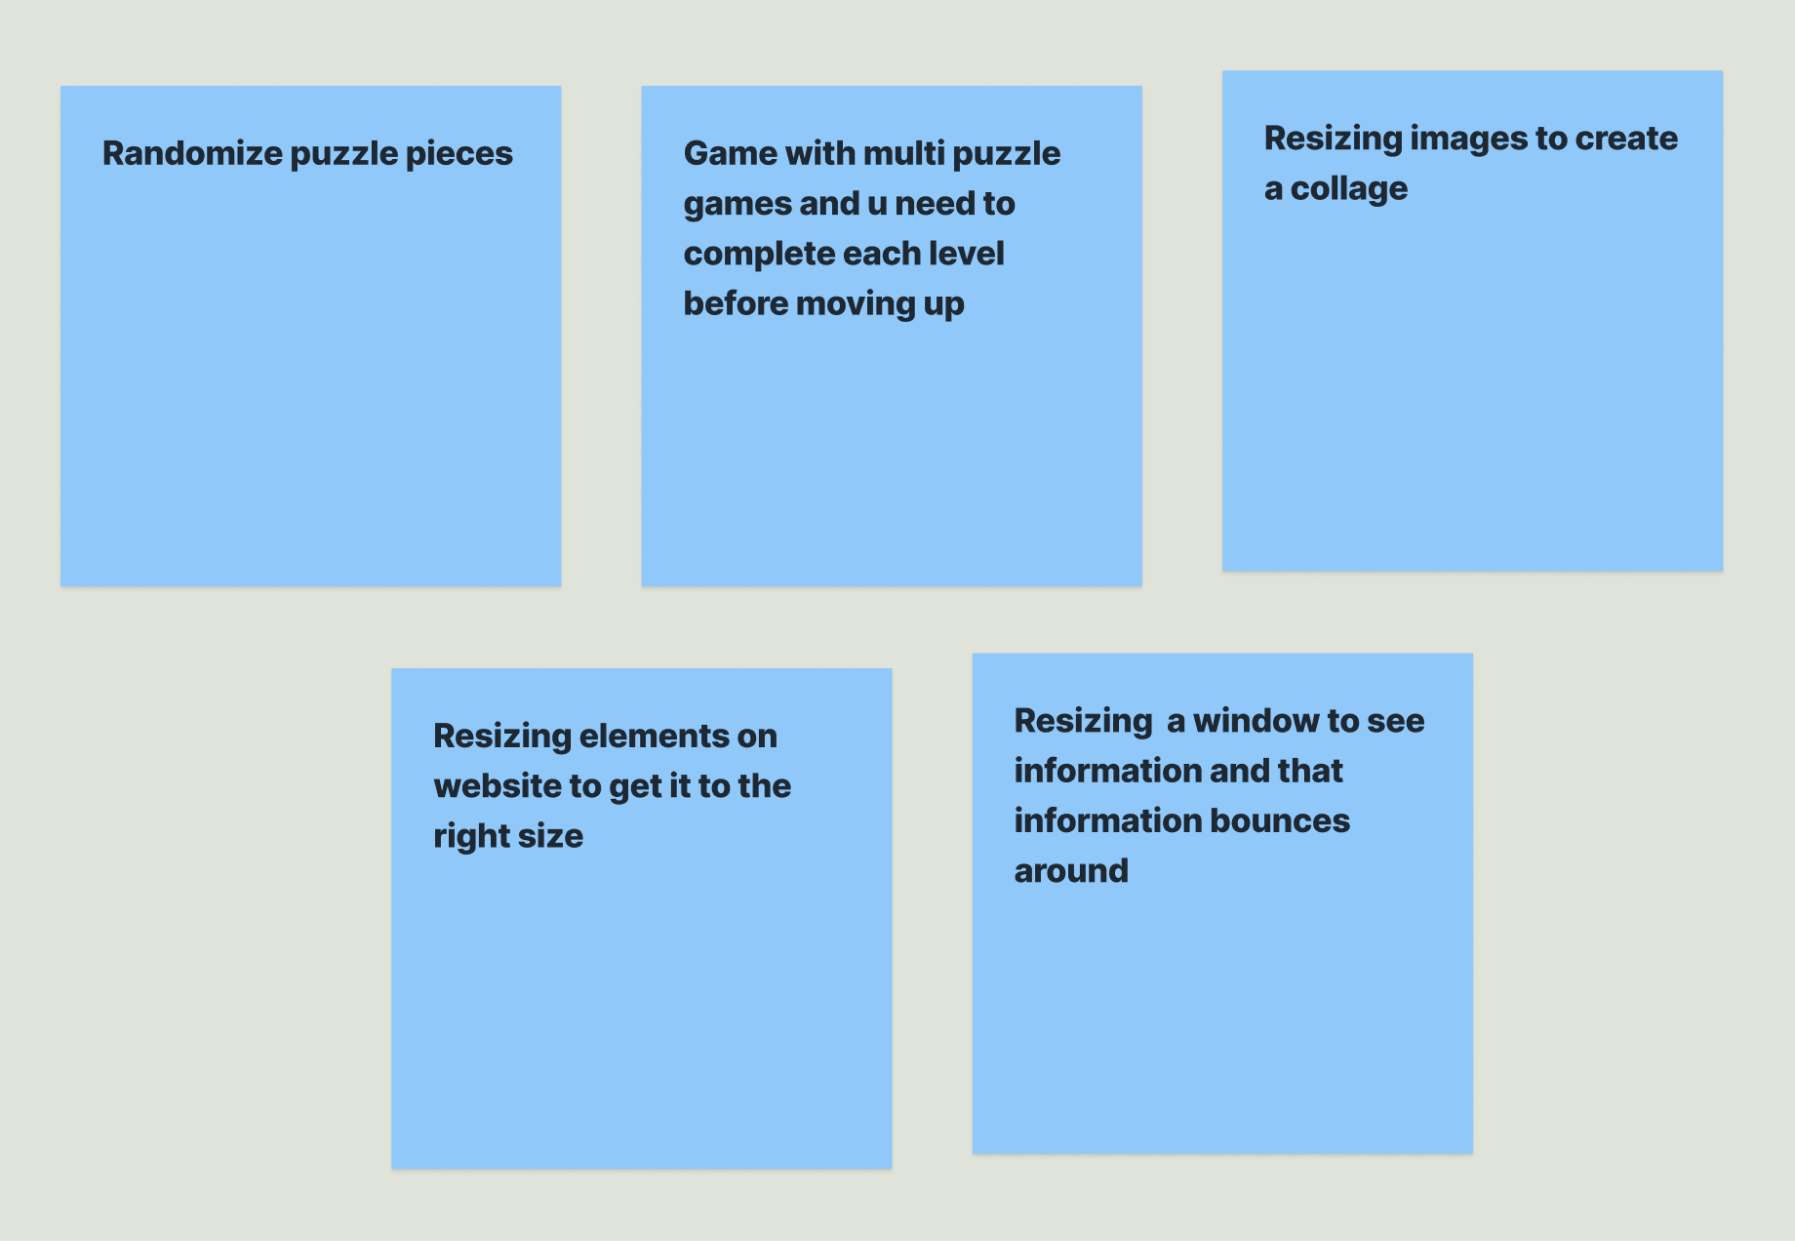 Randomize puzzle pieces
Game with multi puzzle
games and u need to
complete each level
before moving up
Resizing images to create
a collage
Resizing elements on
website to get it to the
right size
Resizing  a window to see
information and that
information bounces
around